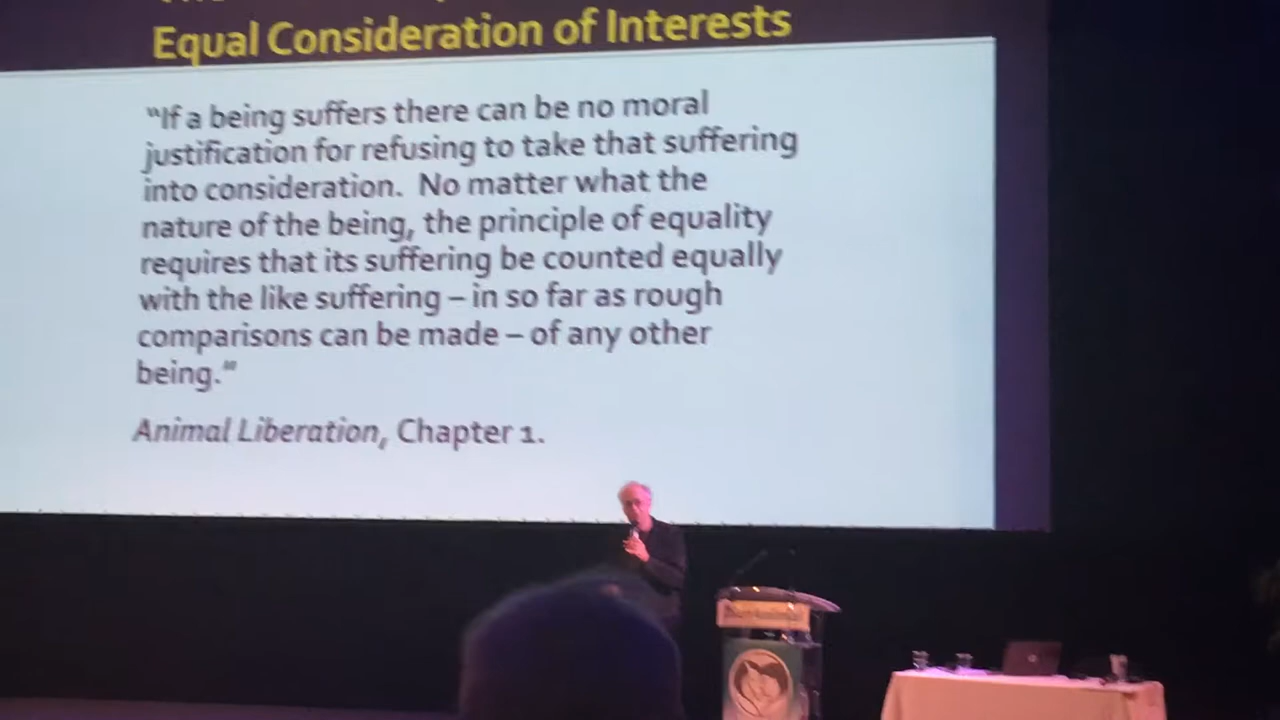 Equal Consideration of Interests
“If a being suffers there can be no moral
justification for refusing to take that suffering
into consideration.  No matter what the
nature of the being, the principle of equality
requires that its suffering be counted equally
with the like suffering – in so far as rough
comparisons can be made – of any other
being.”
Animal Liberation, Chapter 1.